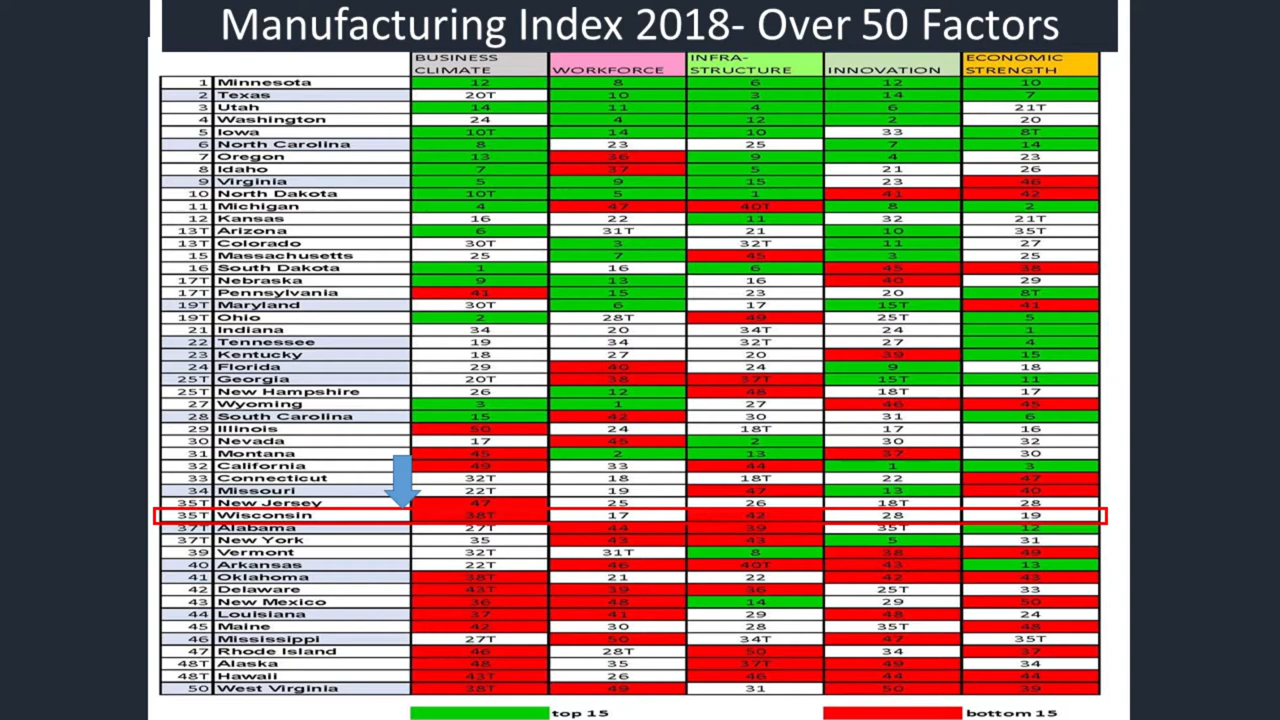 Manufacturing Index 2018- Over 50 Factors
BUSINESS CLIMATE WORKFORCE INFRA-STRUCTURE INNOVATION ECONOMIC STRENGTH
1 Minnesota 12 8 6 12 10
2 Texas 20T 10 3 14 7
3 Utah 14 11 4 6 21T
4 Washington 24 4 12 2 20
5 Iowa 10T 14 10 33 8T
6 North Carolina 8 23 25 7 14
7 Oregon 13 36 9 4 23
8 Idaho 7 37 5 21 26
9 Virginia 5 9 15 23 46
10 North Dakota 10T 5 1 41 42
11 Michigan 4 47 40T 8 2
12 Kansas 16 22 11 32 21T
13T Arizona 6 31T 21 10 35T
13T Colorado 30T 3 32T 11 27
15 Massachusetts 25 7 45 3 25
16 South Dakota 1 16 6 45 38
17T Nebraska 9 13 16 40 29
17T Pennsylvania 41 15 23 20 8T
19T Maryland 30T 6 17 15T 41
19T Ohio 2 28T 49 25T 5
21 Indiana 34 20 34T 24 1
22 Tennessee 19 34 32T 27 4
23 Kentucky 18 27 20 39 15
24 Florida 29 40 24 9 18
25T Georgia 20T 38 37T 15T 11
25T New Hampshire 26 12 48 18T 17
27 Wyoming 3 1 27 46 45
28 South Carolina 15 42 30 31 6
29 Illinois 50 24 18T 17 16
30 Nevada 17 45 2 30 32
31 Montana 45 2 13 37 30
32 California 49 33 44 1 3
33 Connecticut 32T 18 18T 22 47
34 Missouri 22T 19 47 13 40
35T New Jersey 47 25 26 18T 28
35T Wisconsin 38T 17 42 28 19
37T Alabama 27T 44 39 35T 12
37T New York 35 43 43 5 31
39 Vermont 32T 31T 8 38 49
40 Arkansas 22T 46 40T 43 13
41 Oklahoma 38T 21 22 42 43
42 Delaware 43T 39 36 25T 33
43 New Mexico 36 48 14 29 50
44 Louisiana 37 41 29 48 24
45 Maine 42 30 28 35T 48
46 Mississippi 27T 50 34T 47 35T
47 Rhode Island 46 28T 50 34 37
48T Alaska 48 35 37T 49 34
48T Hawaii 43T 26 46 44 44
50 West Virginia 38T 49 31 50 39
top 15 bottom 15